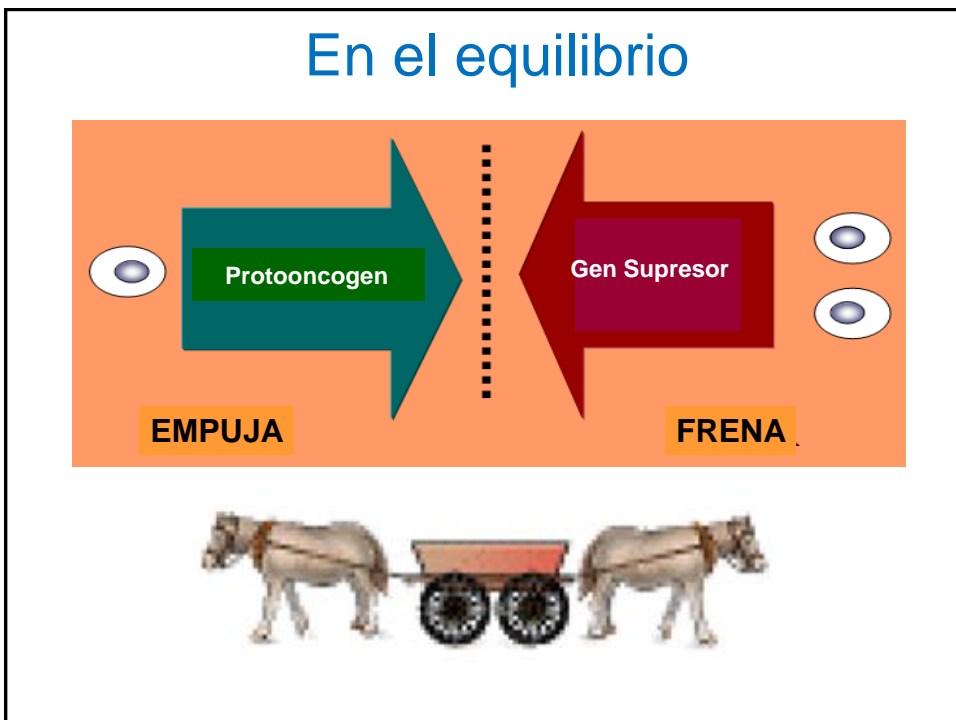 En el equilibrio
Protooncogen
Gen Supresor
EMPUJA
FRENA